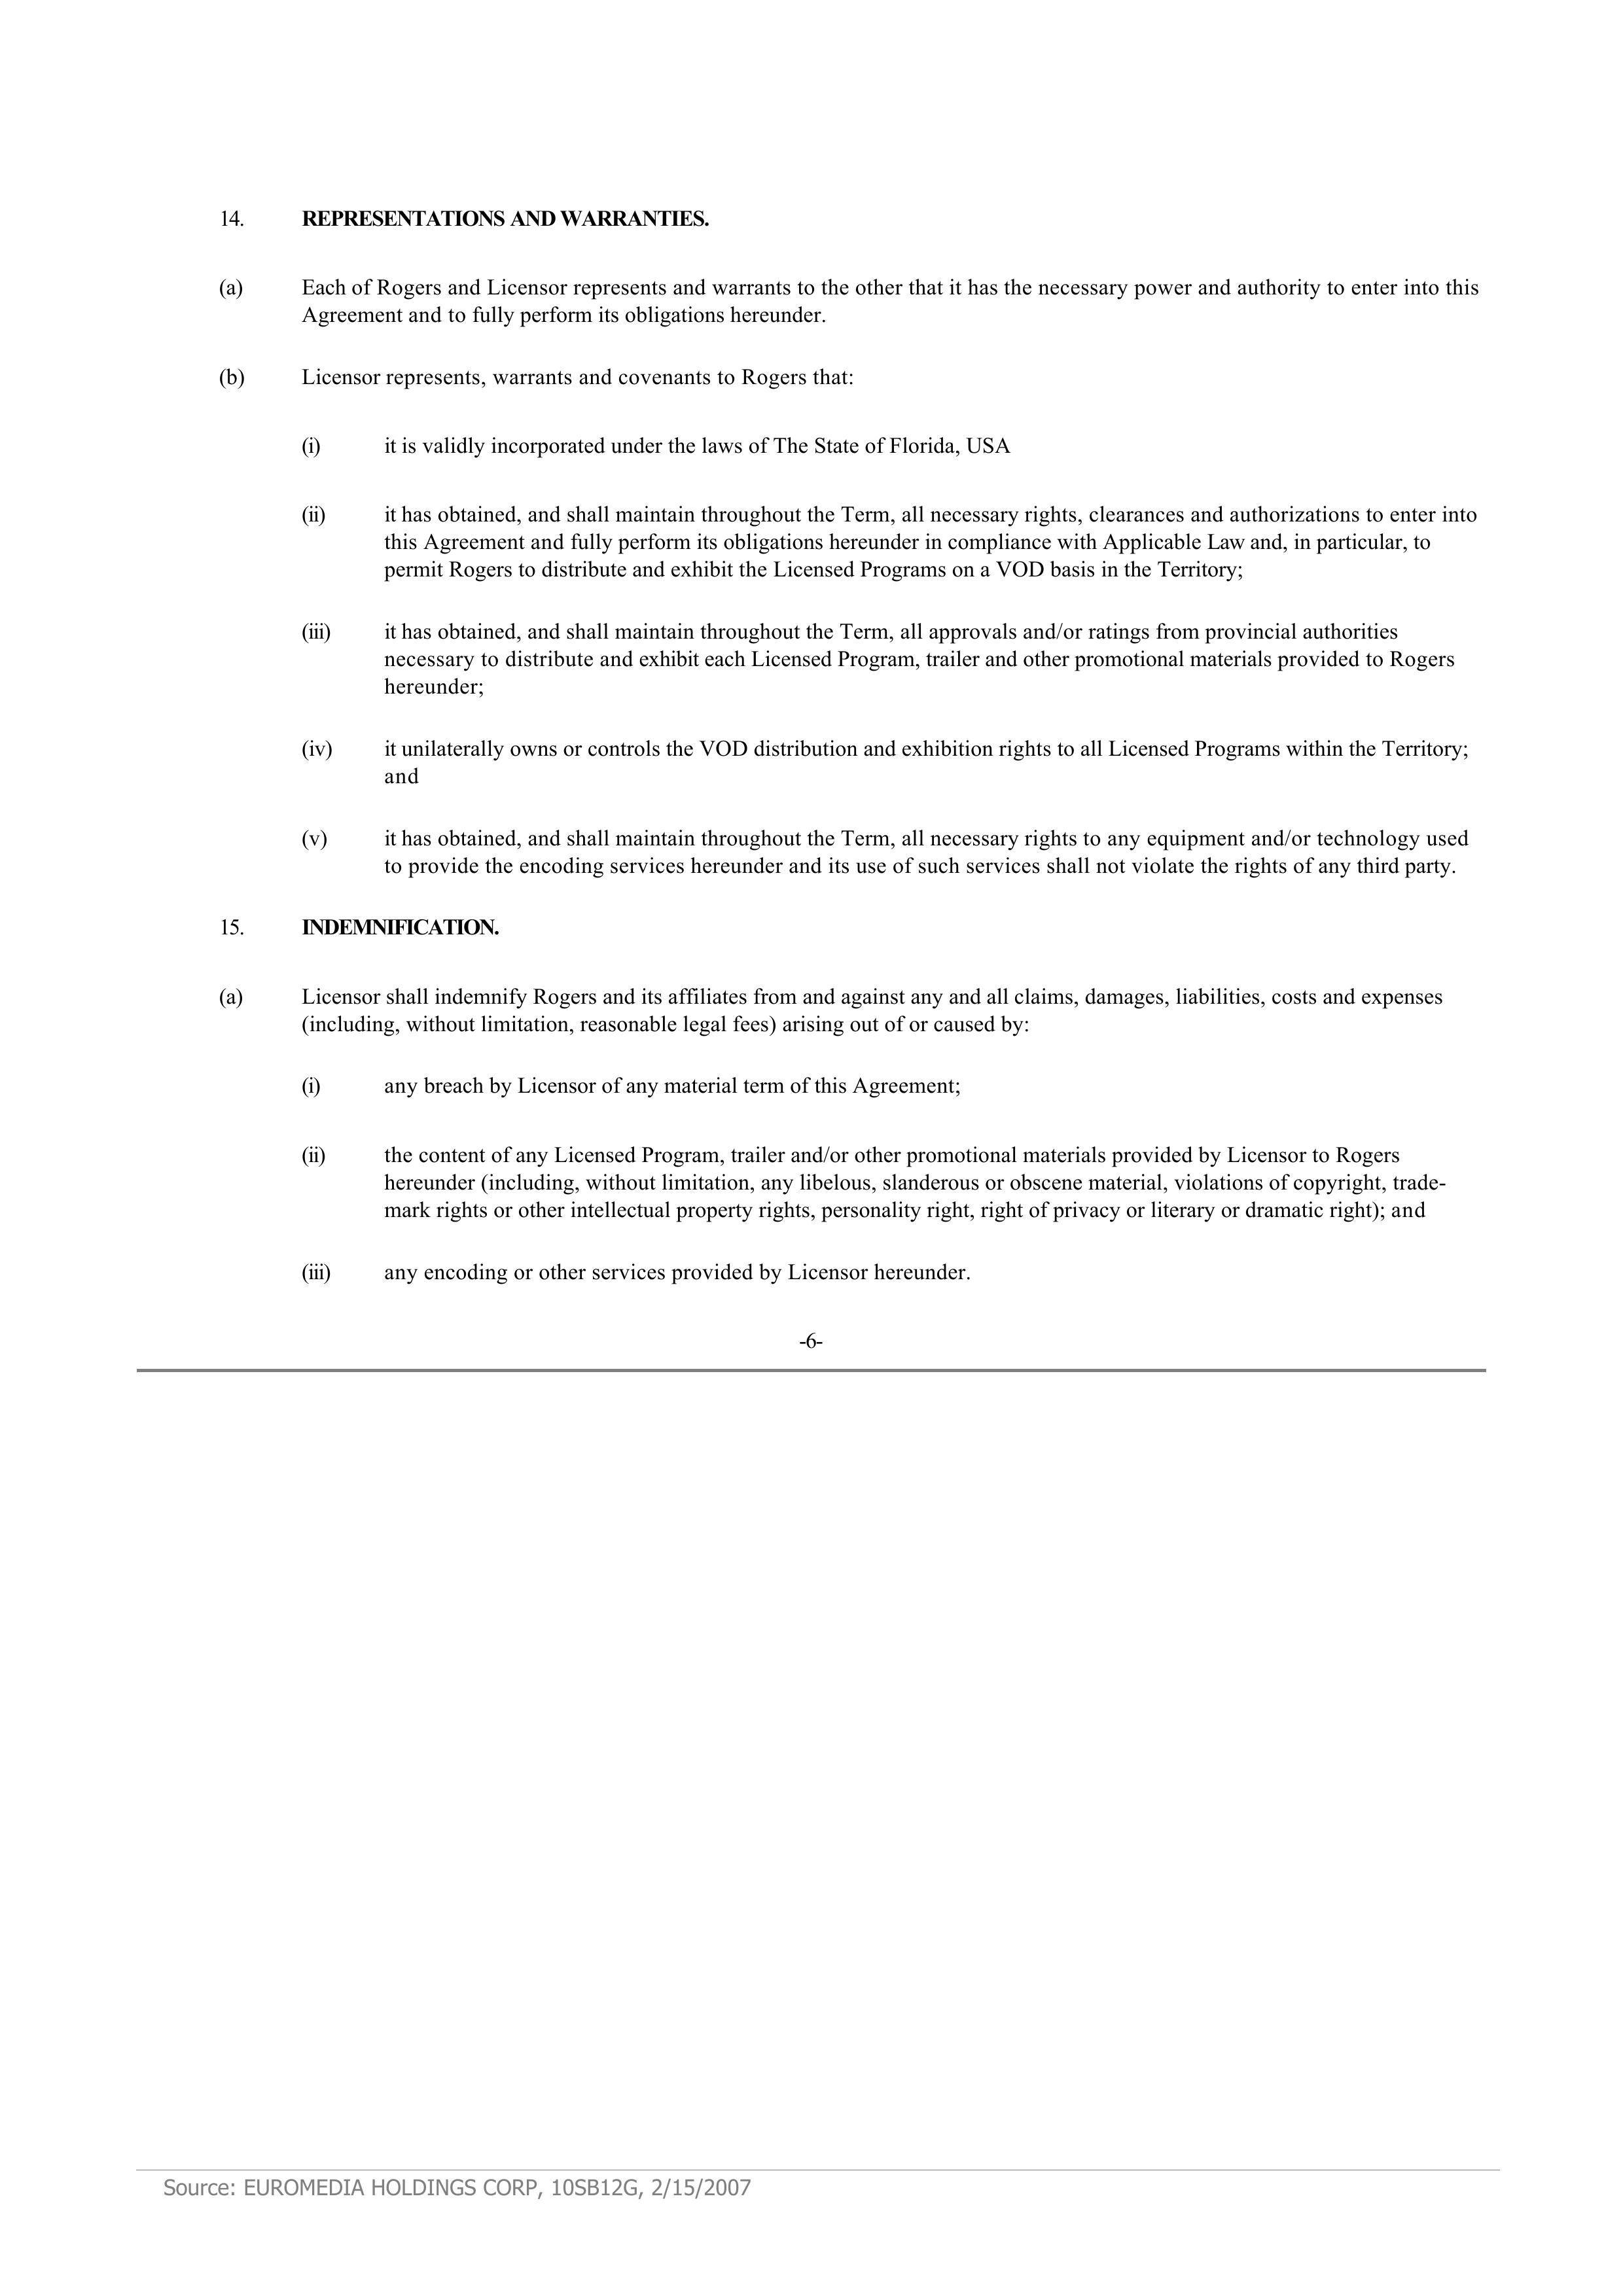 14. REPRESENTATIONS AND WARRANTIES.
(a) Each of Rogers and Licensor represents and warrants to the other that it has the necessary power and authority to enter into this
Agreement and to fully perform its obligations hereunder.
(b) Licensor represents, warrants and covenants to Rogers that:
(i) it is validly incorporated under the laws of The State of Florida, USA
(ii) it has obtained, and shall maintain throughout the Term, all necessary rights, clearances and authorizations to enter into
this Agreement and fully perform its obligations hereunder in compliance with Applicable Law and, in particular, to
permit Rogers to distribute and exhibit the Licensed Programs on a VOD basis in the Territory;
(iii) it has obtained, and shall maintain throughout the Term, all approvals and/or ratings from provincial authorities
necessary to distribute and exhibit each Licensed Program, trailer and other promotional materials provided to Rogers
hereunder;
(iv) it unilaterally owns or controls the VOD distribution and exhibition rights to all Licensed Programs within the Territory;
and
(v) it has obtained, and shall maintain throughout the Term, all necessary rights to any equipment and/or technology used
to provide the encoding services hereunder and its use of such services shall not violate the rights of any third party.
15. INDEMNIFICATION.
(a) Licensor shall indemnify Rogers and its affiliates from and against any and all claims, damages, liabilities, costs and expenses
(including, without limitation, reasonable legal fees) arising out of or caused by:
(i) any breach by Licensor of any material term of this Agreement;
(ii) the content of any Licensed Program, trailer and/or other promotional materials provided by Licensor to Rogers
hereunder (including, without limitation, any libelous, slanderous or obscene material, violations of copyright, trade-
mark rights or other intellectual property rights, personality right, right of privacy or literary or dramatic right); and
(iii) any encoding or other services provided by Licensor hereunder.
-6-
Source: EUROMEDIA HOLDINGS CORP, 10SB12G, 2/15/2007